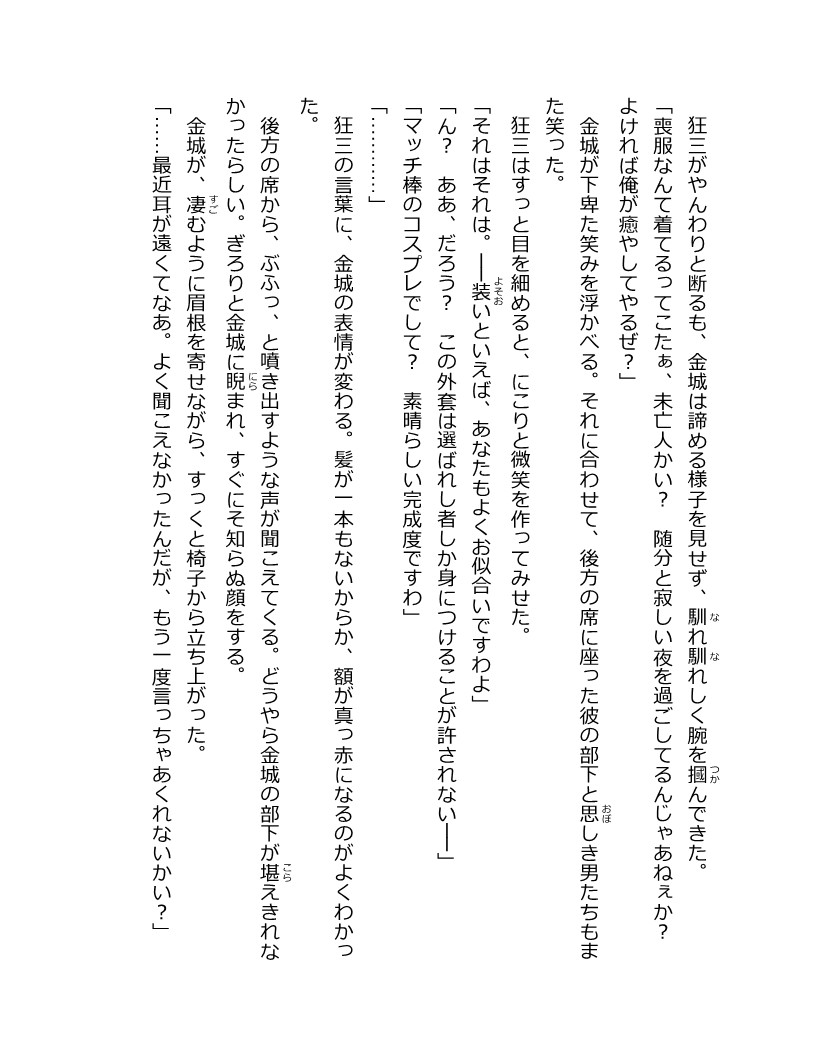 狂三がやんわりと断るも、金城は諦める様子を見せず、馴れ馴れしく腕を摑んできた。
「喪服なんて着てるってこたぁ、未亡人かい？　随分と寂しい夜を過ごしてるんじゃあねぇか？
よければ俺が癒やしてやるぜ？」
　金城が下卑た笑みを浮かべる。それに合わせて、後方の席に座った彼の部下と思しき男たちもま
た笑った。
　狂三はすっと目を細めると、にこりと微笑を作ってみせた。
「それはそれは。――装いといえば、あなたもよくお似合いですわよ」
「ん？　ああ、だろう？　この外套は選ばれし者しか身につけることが許されない――」
「マッチ棒のコスプレでして？　素晴らしい完成度ですわ」
「…………」
　狂三の言葉に、金城の表情が変わる。髪が一本もないからか、額が真っ赤になるのがよくわかっ
た。
　後方の席から、ぶふっ、と噴き出すような声が聞こえてくる。どうやら金城の部下が堪えきれな
かったらしい。ぎろりと金城に睨まれ、すぐにそ知らぬ顔をする。
　金城が、凄むように眉根を寄せながら、すっくと椅子から立ち上がった。
「……最近耳が遠くてなあ。よく聞こえなかったんだが、もう一度言っちゃあくれないかい？」